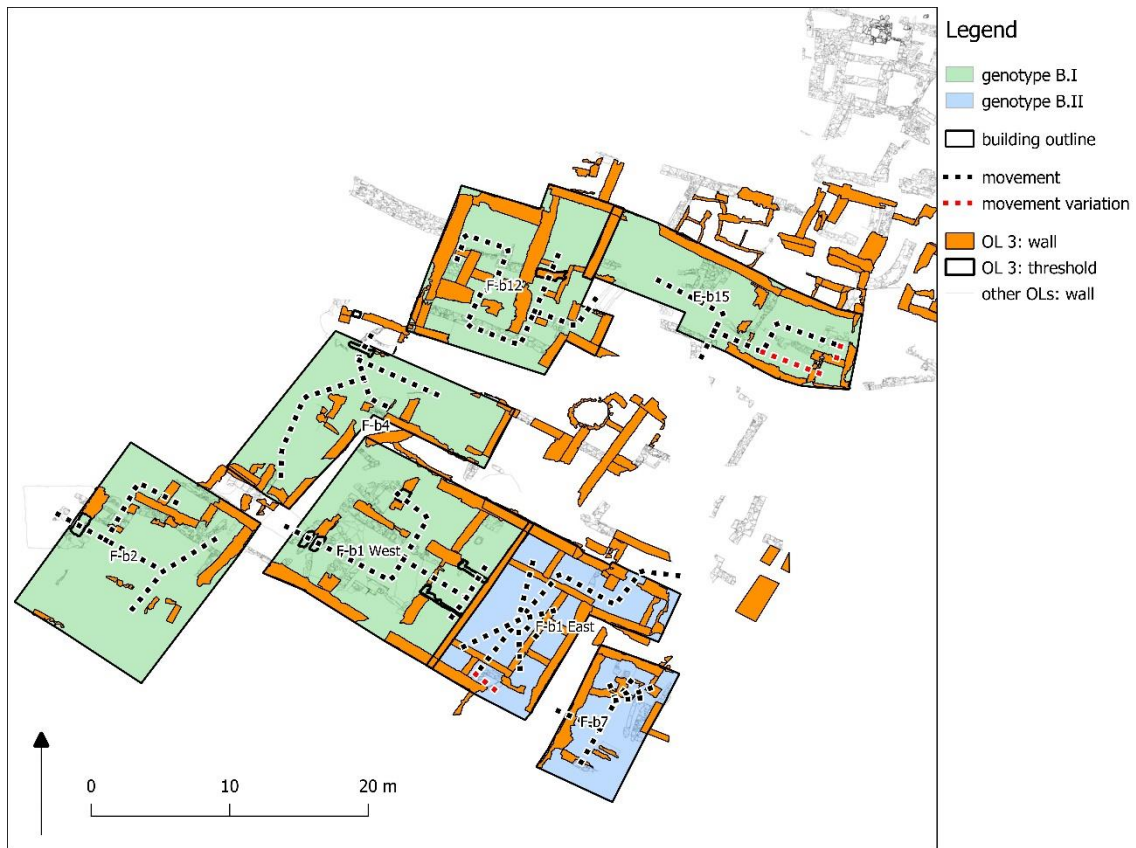 Legend
genotype B.I
genotype B.II
building outline
movement
movement variation
OL 3: wall
OL 3: threshold
other OLs: wall
F-b12
E-b15
F-b4
F-b2
F-b1 West
F-b1 East
F-b7
0 10 20 m